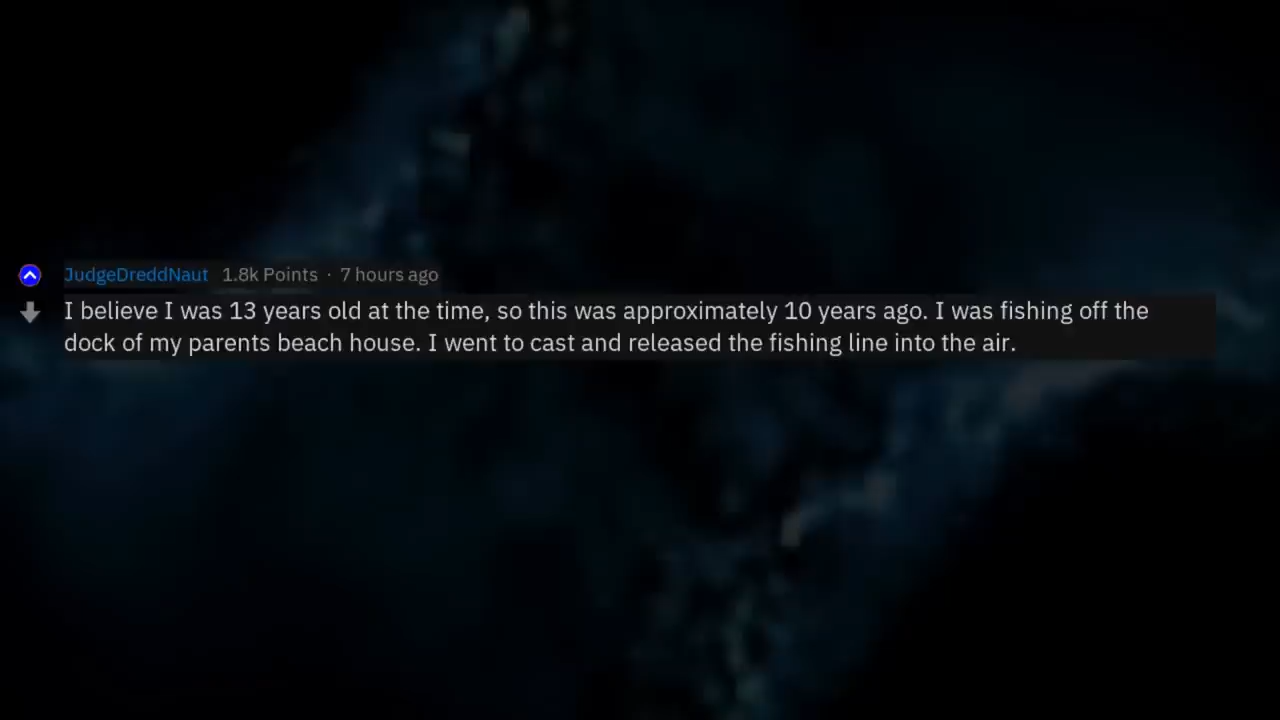 JudgeDreddNaut 1.8k Points · 7 hours ago
I believe I was 13 years old at the time, so this was approximately 10 years ago. I was fishing off the
dock of my parents beach house. I went to cast and released the fishing line into the air.